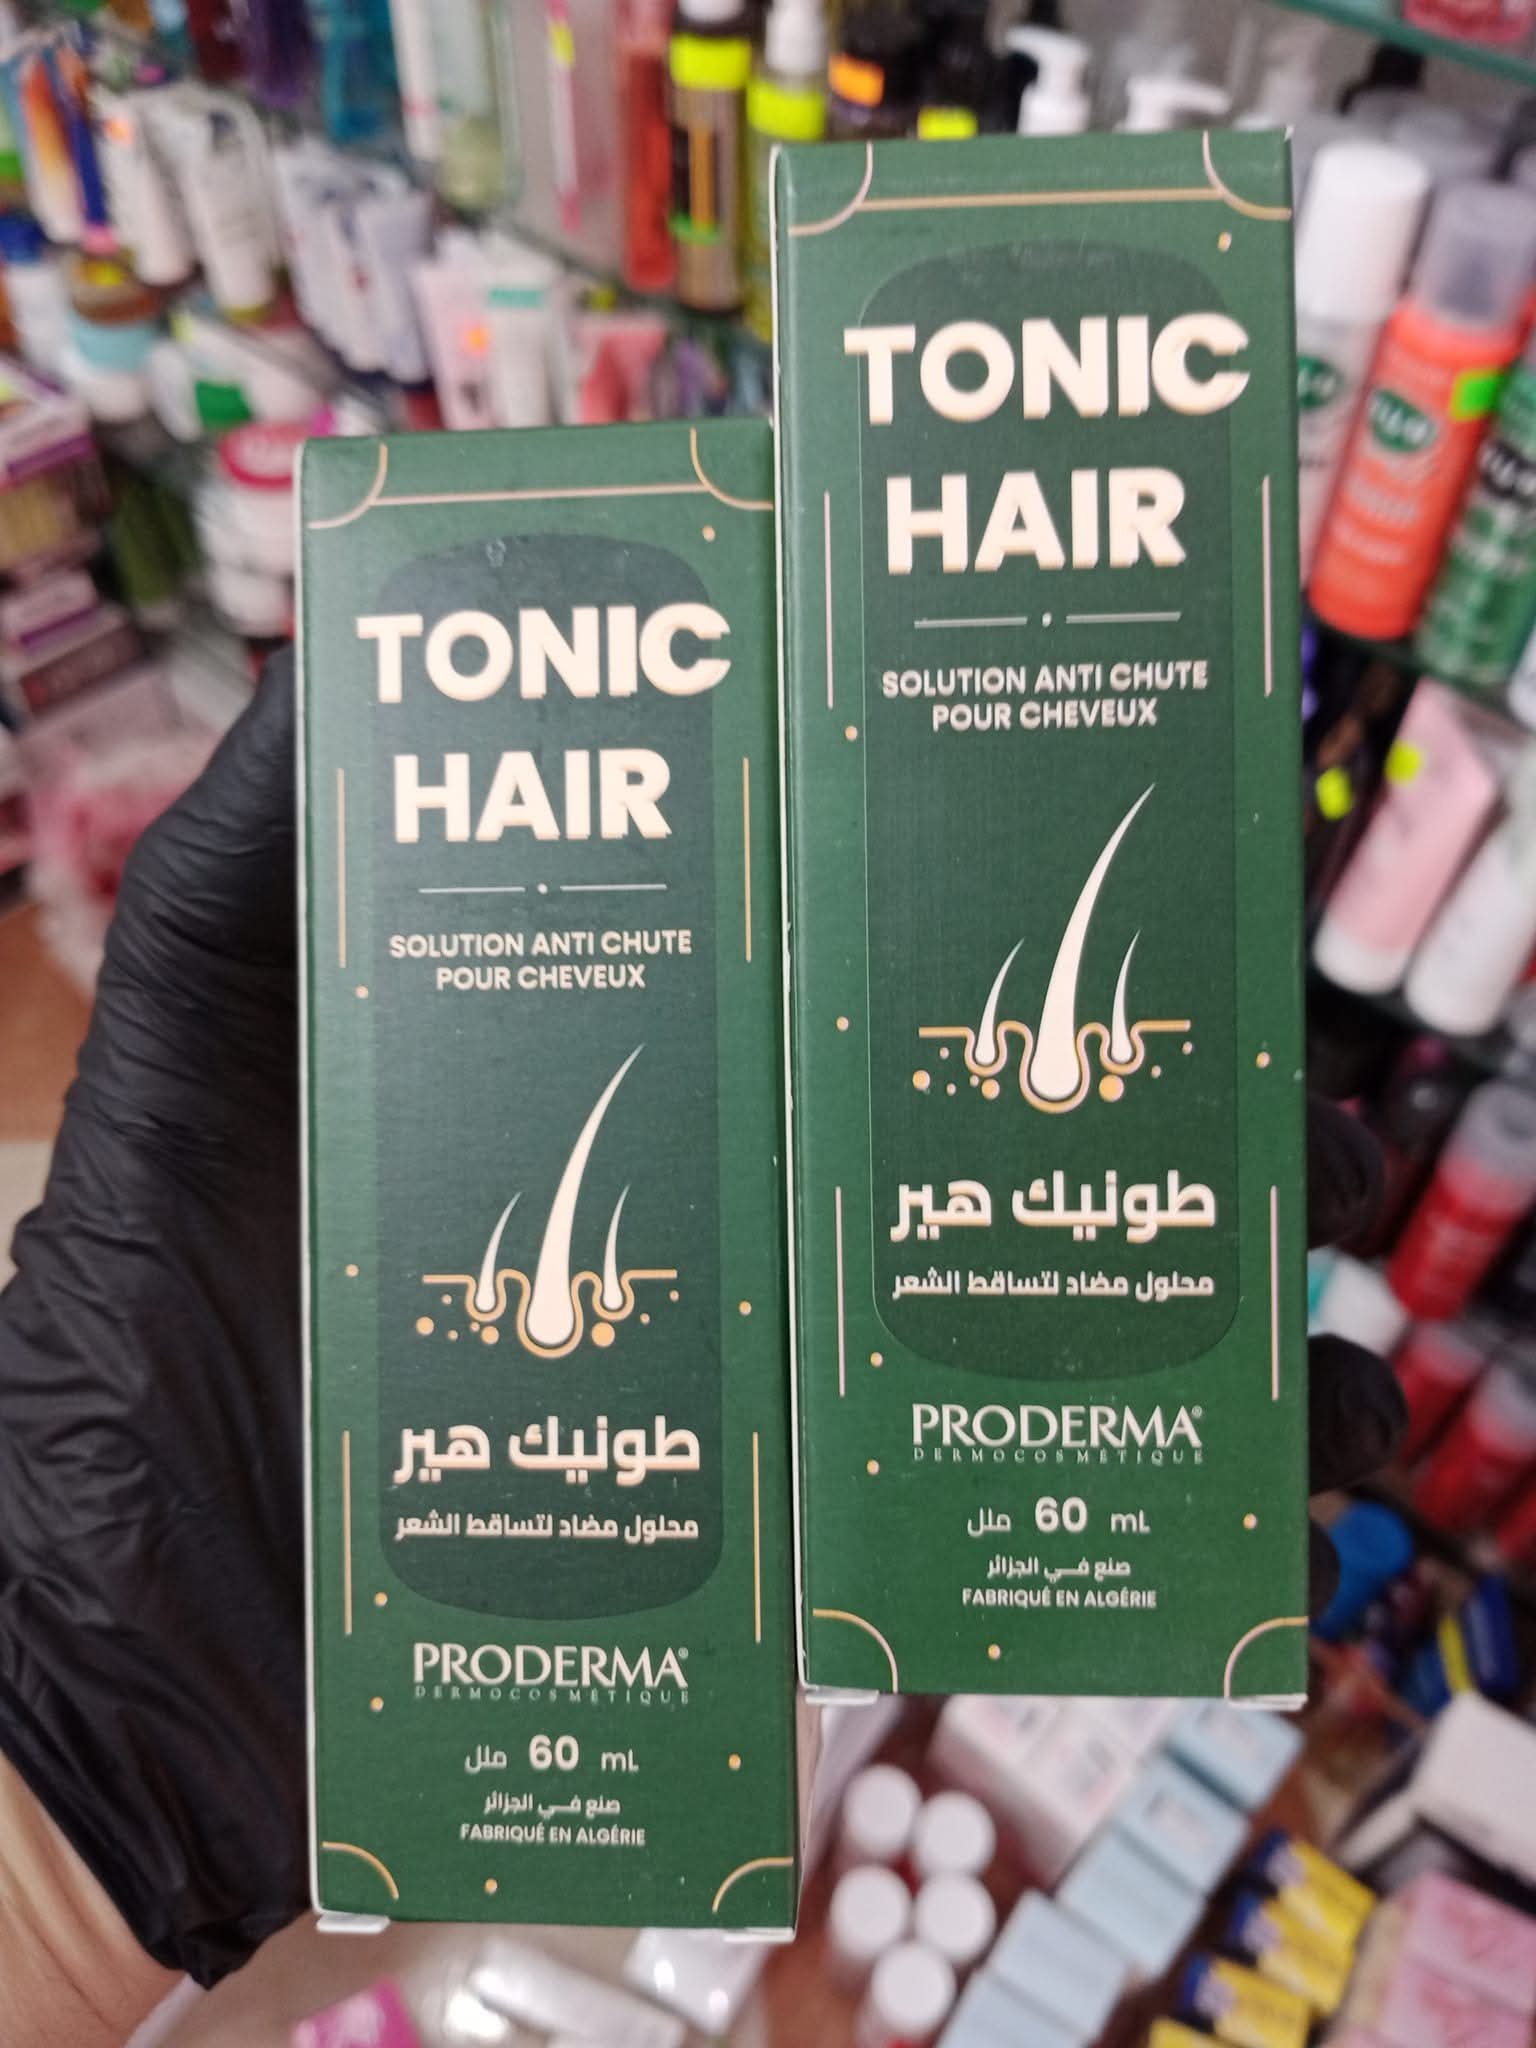 TONIC
HAIR
SOLUTION ANTI CHUTE
POUR CHEVEUX
طونيك هير
محلول مضاد لتساقط الشعر
PRODERMA®
DERMOCOSMÉTIQUE
ملل 60 mL
صنع في الجزائر
FABRIQUÉ EN ALGÉRIE
TONIC
HAIR
SOLUTION ANTI CHUTE
POUR CHEVEUX
طونيك هير
محلول مضاد لتساقط الشعر
PRODERMA®
DERMOCOSMÉTIQUE
ملل 60 mL
صنع في الجزائر
FABRIQUÉ EN ALGÉRIE